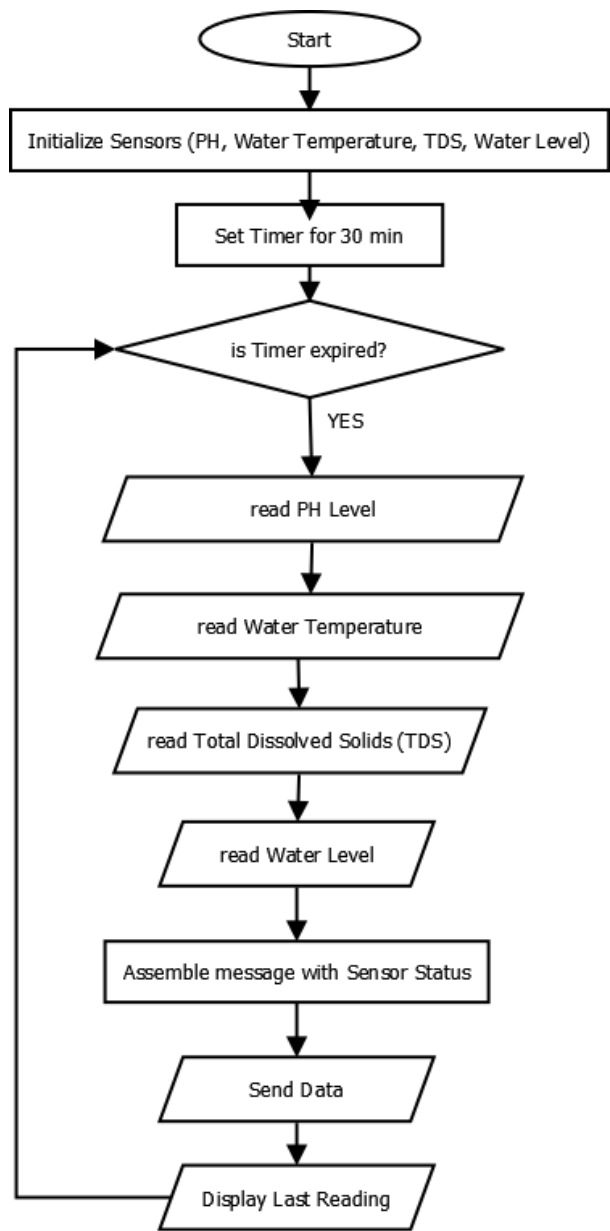 Start
Initialize Sensors (PH, Water Temperature, TDS, Water Level)
Set Timer for 30 min
is Timer expired?
YES
read PH Level
read Water Temperature
read Total Dissolved Solids (TDS)
read Water Level
Assemble message with Sensor Status
Send Data
Display Last Reading